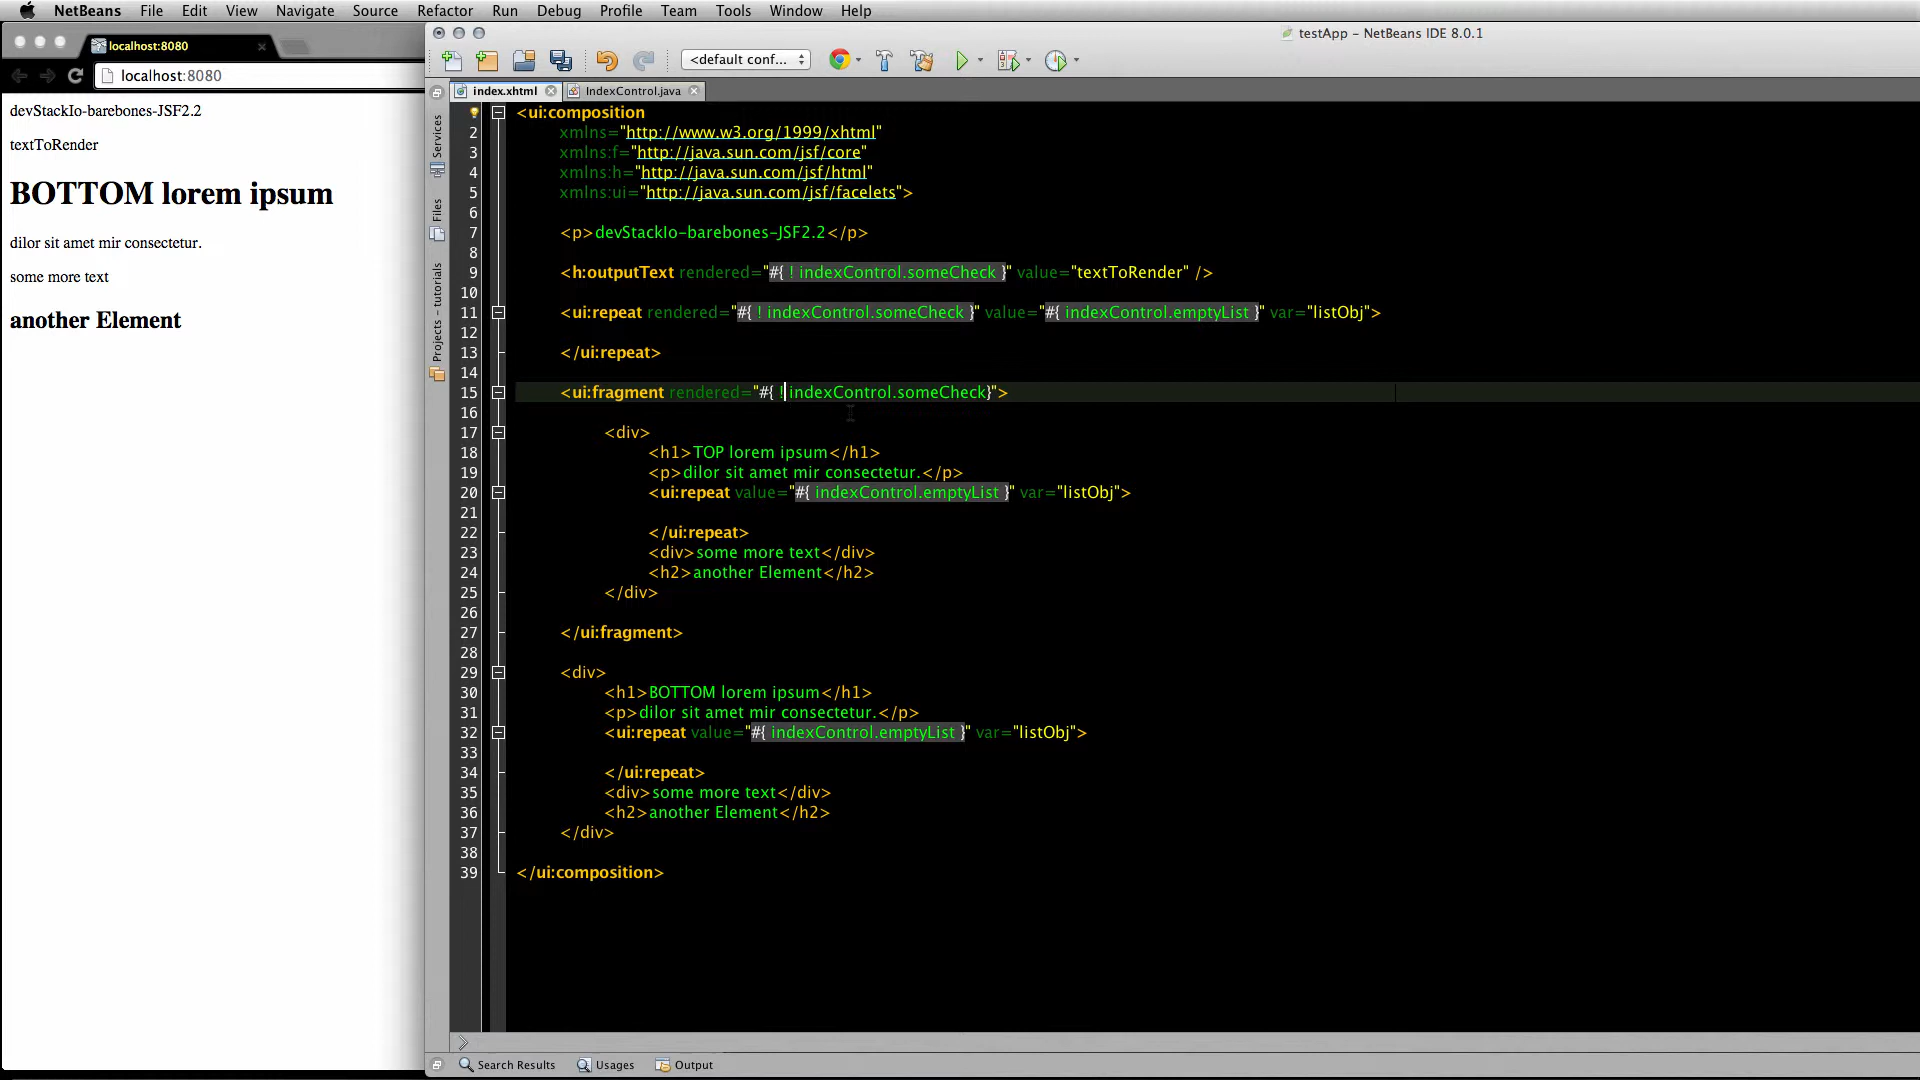 NetBeans File Edit View Navigate Source Refactor Run Debug Profile Team Tools Window Help
localhost:8080
localhost:8080
devStackIo-barebones-JSF2.2
textToRender
BOTTOM lorem ipsum
dilor sit amet mir consectetur.
some more text
another Element
testApp – NetBeans IDE 8.0.1
<default conf...
index.xhtml IndexControl.java
Services
Files
Projects – tutorials
<ui:composition
2 xmlns="http://www.w3.org/1999/xhtml"
3 xmlns:f="http://java.sun.com/jsf/core"
4 xmlns:h="http://java.sun.com/jsf/html"
5 xmlns:ui="http://java.sun.com/jsf/facelets">
6
7 <p>devStackIo-barebones-JSF2.2</p>
8
9 <h:outputText rendered="#{ ! indexControl.someCheck }" value="textToRender" />
10
11 <ui:repeat rendered="#{ ! indexControl.someCheck }" value="#{ indexControl.emptyList }" var="listObj">
12
13 </ui:repeat>
14
15 <ui:fragment rendered="#{ !indexControl.someCheck}">
16
17 <div>
18 <h1>TOP lorem ipsum</h1>
19 <p>dilor sit amet mir consectetur.</p>
20 <ui:repeat value="#{ indexControl.emptyList }" var="listObj">
21
22 </ui:repeat>
23 <div>some more text</div>
24 <h2>another Element</h2>
25 </div>
26
27 </ui:fragment>
28
29 <div>
30 <h1>BOTTOM lorem ipsum</h1>
31 <p>dilor sit amet mir consectetur.</p>
32 <ui:repeat value="#{ indexControl.emptyList }" var="listObj">
33
34 </ui:repeat>
35 <div>some more text</div>
36 <h2>another Element</h2>
37 </div>
38
39 </ui:composition>
Search Results Usages Output